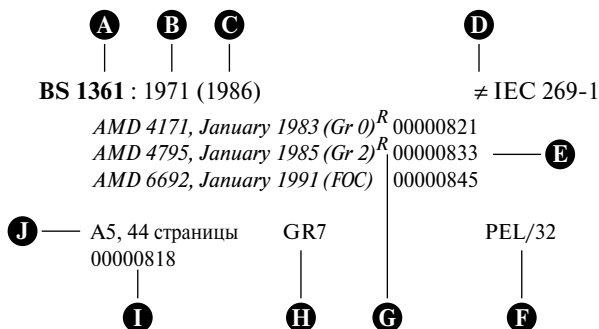 A B C D
BS 1361 : 1971 (1986) ≠ IEC 269-1
AMD 4171, January 1983 (Gr 0)R 00000821
AMD 4795, January 1985 (Gr 2)R 00000833 E
AMD 6692, January 1991 (FOC) 00000845
J A5, 44 страницы GR7 PEL/32
00000818
I H G F